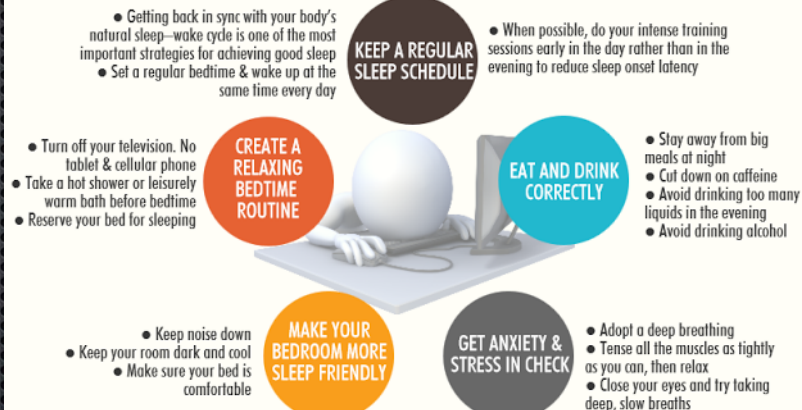 ● Getting back in sync with your body's
natural sleep–wake cycle is one of the most
important strategies for achieving good sleep
● Set a regular bedtime & wake up at the
same time every day
KEEP A REGULAR
SLEEP SCHEDULE
● When possible, do your intense training
sessions early in the day rather than in the
evening to reduce sleep onset latency
● Turn off your television. No
tablet & cellular phone
● Take a hot shower or leisurely
warm bath before bedtime
● Reserve your bed for sleeping
CREATE A
RELAXING
BEDTIME
ROUTINE
EAT AND DRINK
CORRECTLY
● Stay away from big
meals at night
● Cut down on caffeine
● Avoid drinking too many
liquids in the evening
● Avoid drinking alcohol
● Keep noise down
● Keep your room dark and cool
● Make sure your bed is
comfortable
MAKE YOUR
BEDROOM MORE
SLEEP FRIENDLY
GET ANXIETY &
STRESS IN CHECK
● Adopt a deep breathing
● Tense all the muscles as tightly
as you can, then relax
● Close your eyes and try taking
deep, slow breaths